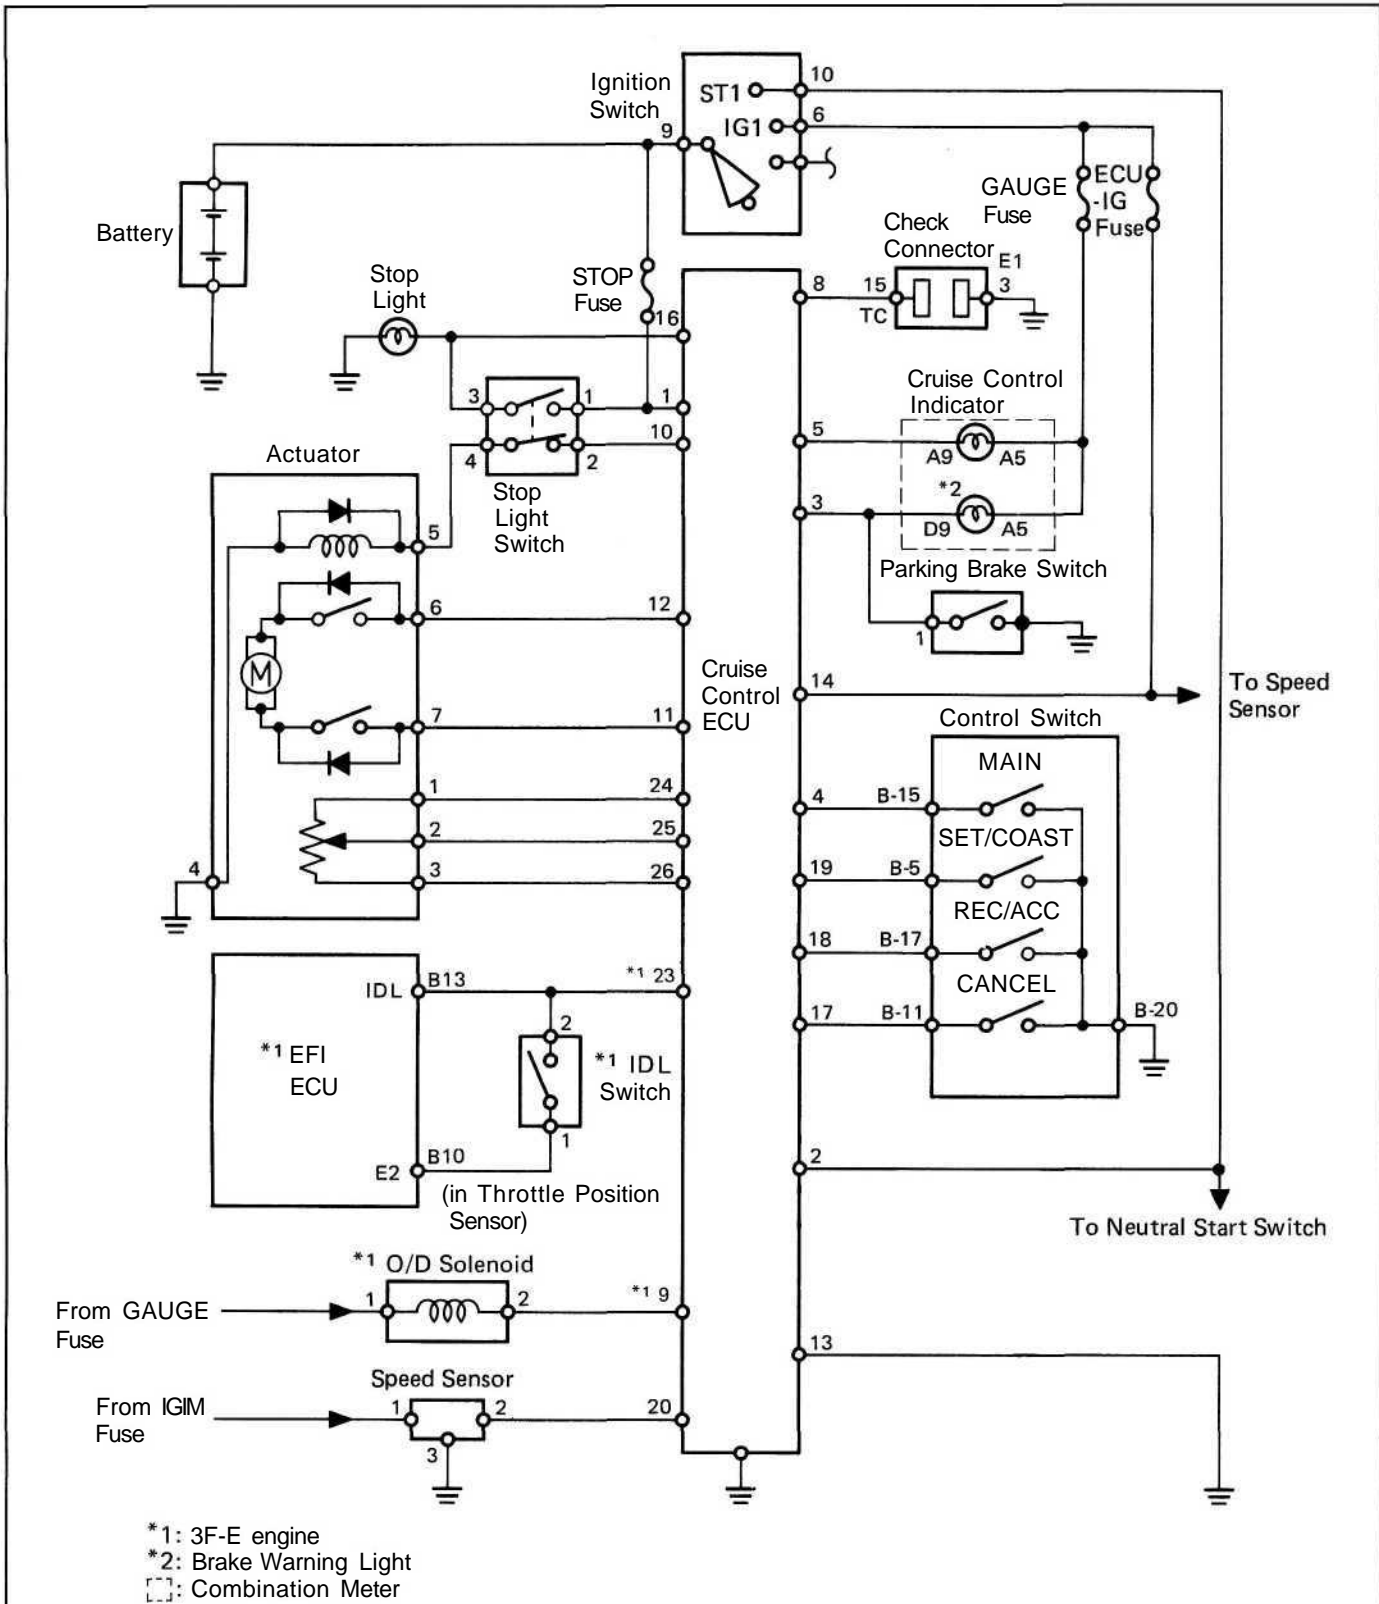 Ignition
Switch
ST1
10
IG1
6
9
GAUGE
Fuse
ECU
-IG
Fuse
Battery
Check
Connector
E1
8
15
3
TC
Stop
Light
STOP
Fuse
16
Cruise Control
Indicator
3
1
1
10
4
2
5
A9
A5
Actuator
Stop
Light
Switch
*2
3
D9
A5
5
Parking Brake Switch
6
12
1
M
Cruise
Control
ECU
14
To Speed
Sensor
7
11
Control Switch
MAIN
1
24
4
B-15
2
25
SET/COAST
4
3
26
19
B-5
REC/ACC
18
B-17
IDL
B13
*1 23
CANCEL
2
17
B-11
B-20
*1 EFI
ECU
*1 IDL
Switch
1
E2
B10
2
(in Throttle Position
Sensor)
To Neutral Start Switch
*1 O/D Solenoid
From GAUGE
Fuse
1
2
*1 9
13
Speed Sensor
From IGIM
Fuse
1
2
20
3
*1: 3F-E engine
*2: Brake Warning Light
: Combination Meter